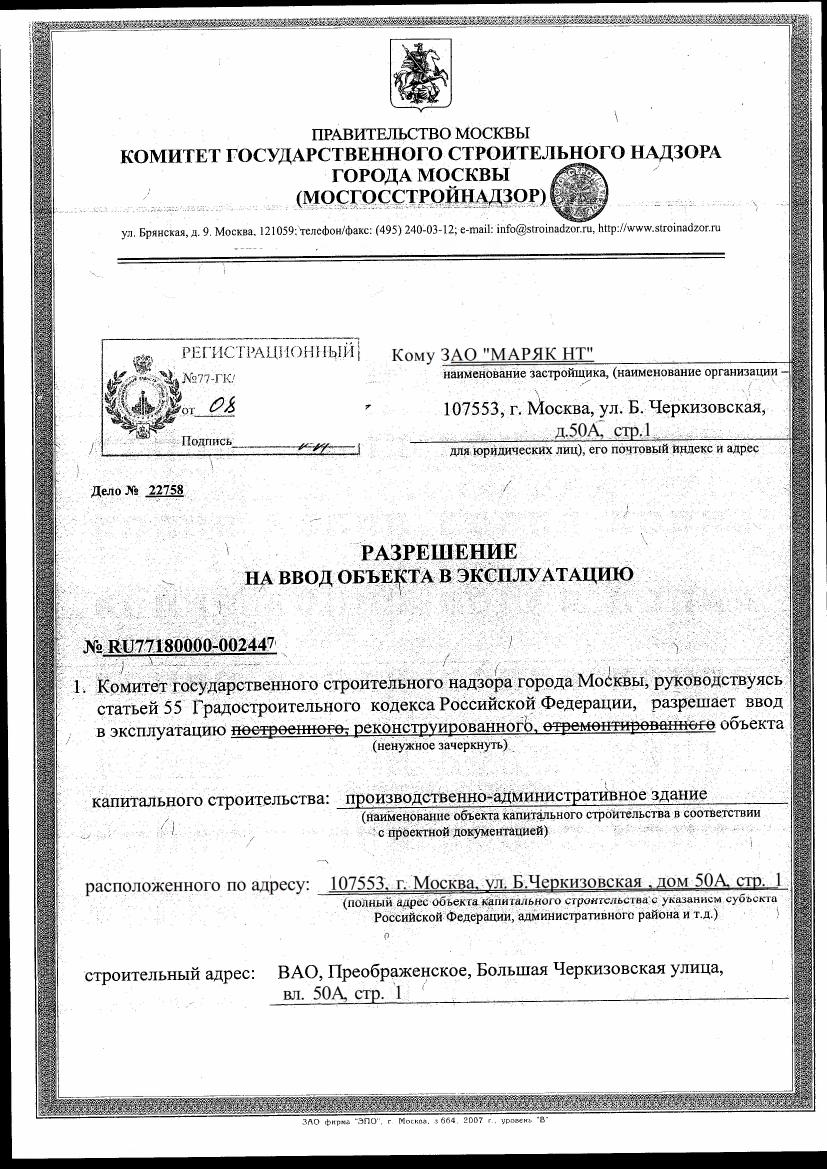 ПРАВИТЕЛЬСТВО МОСКВЫ
КОМИТЕТ ГОСУДАРСТВЕННОГО СТРОИТЕЛЬНОГО НАДЗОРА
ГОРОДА МОСКВЫ
(МОСГОССТРОЙНАДЗОР)
ул. Брянская, д. 9. Москва, 121059; телефон/факс: (495) 240-03-12; e-mail: info@stroinadzor.ru, http://www.stroinadzor.ru
РЕГИСТРАЦИОННЫЙ
№77-ГК/
от 08
Подпись
Кому ЗАО "МАРЯК НТ"
наименование застройщика, (наименование организации –
107553, г. Москва, ул. Б. Черкизовская,
д.50А, стр.1
для юридических лиц), его почтовый индекс и адрес
Дело № 22758
РАЗРЕШЕНИЕ
НА ВВОД ОБЪЕКТА В ЭКСПЛУАТАЦИЮ
№ RU77180000-002447
1. Комитет государственного строительного надзора города Москвы, руководствуясь
статьей 55 Градостроительного кодекса Российской Федерации, разрешает ввод
в эксплуатацию построенного, реконструированного, отремонтированного объекта
(ненужное зачеркнуть)
капитального строительства: производственно-административное здание
(наименование объекта капитального строительства в соответствии
с проектной документацией)
расположенного по адресу: 107553, г. Москва, ул. Б.Черкизовская , дом 50А, стр. 1
(полный адрес объекта капитального строительства с указанием субъекта
Российской Федерации, административного района и т.д.)
строительный адрес: ВАО, Преображенское, Большая Черкизовская улица,
вл. 50А, стр. 1
ЗАО фирма "ЭПО", г. Москва, з 664, 2007 г., уровень "В"